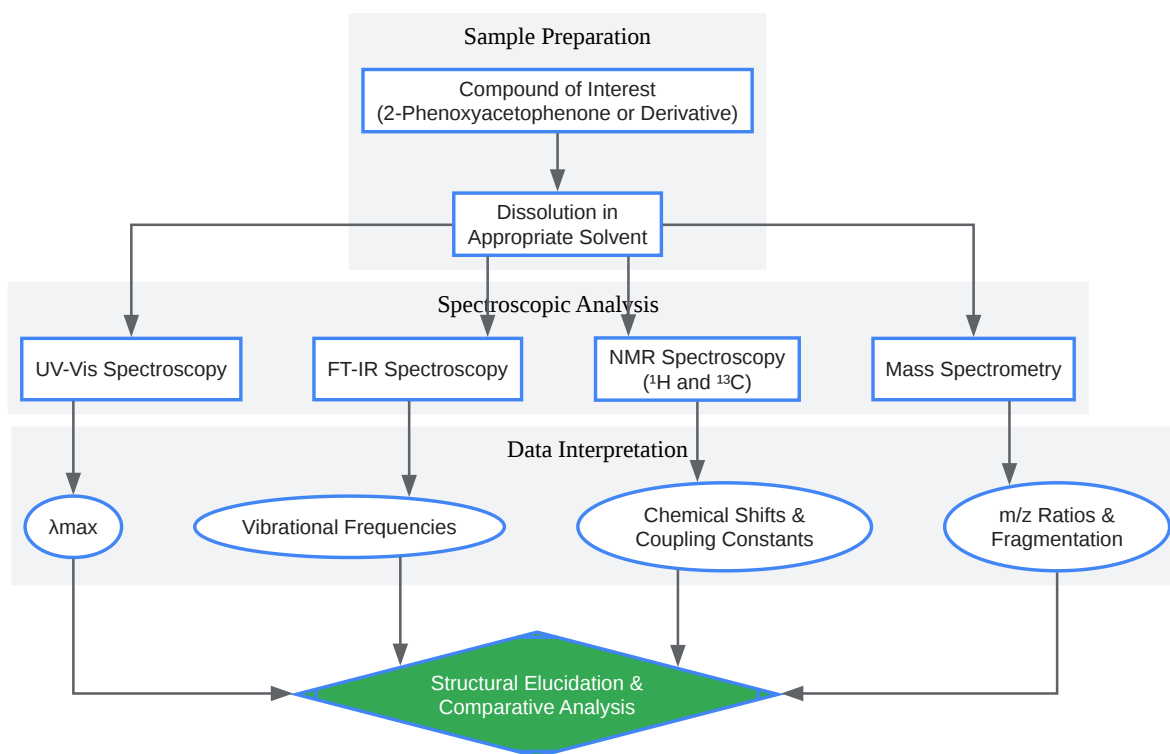 Sample Preparation
Compound of Interest
(2-Phenoxyacetophenone or Derivative)
Dissolution in
Appropriate Solvent
Spectroscopic Analysis
UV-Vis Spectroscopy
FT-IR Spectroscopy
NMR Spectroscopy
(¹H and ¹³C)
Mass Spectrometry
Data Interpretation
λmax
Vibrational Frequencies
Chemical Shifts &
Coupling Constants
m/z Ratios &
Fragmentation
Structural Elucidation &
Comparative Analysis